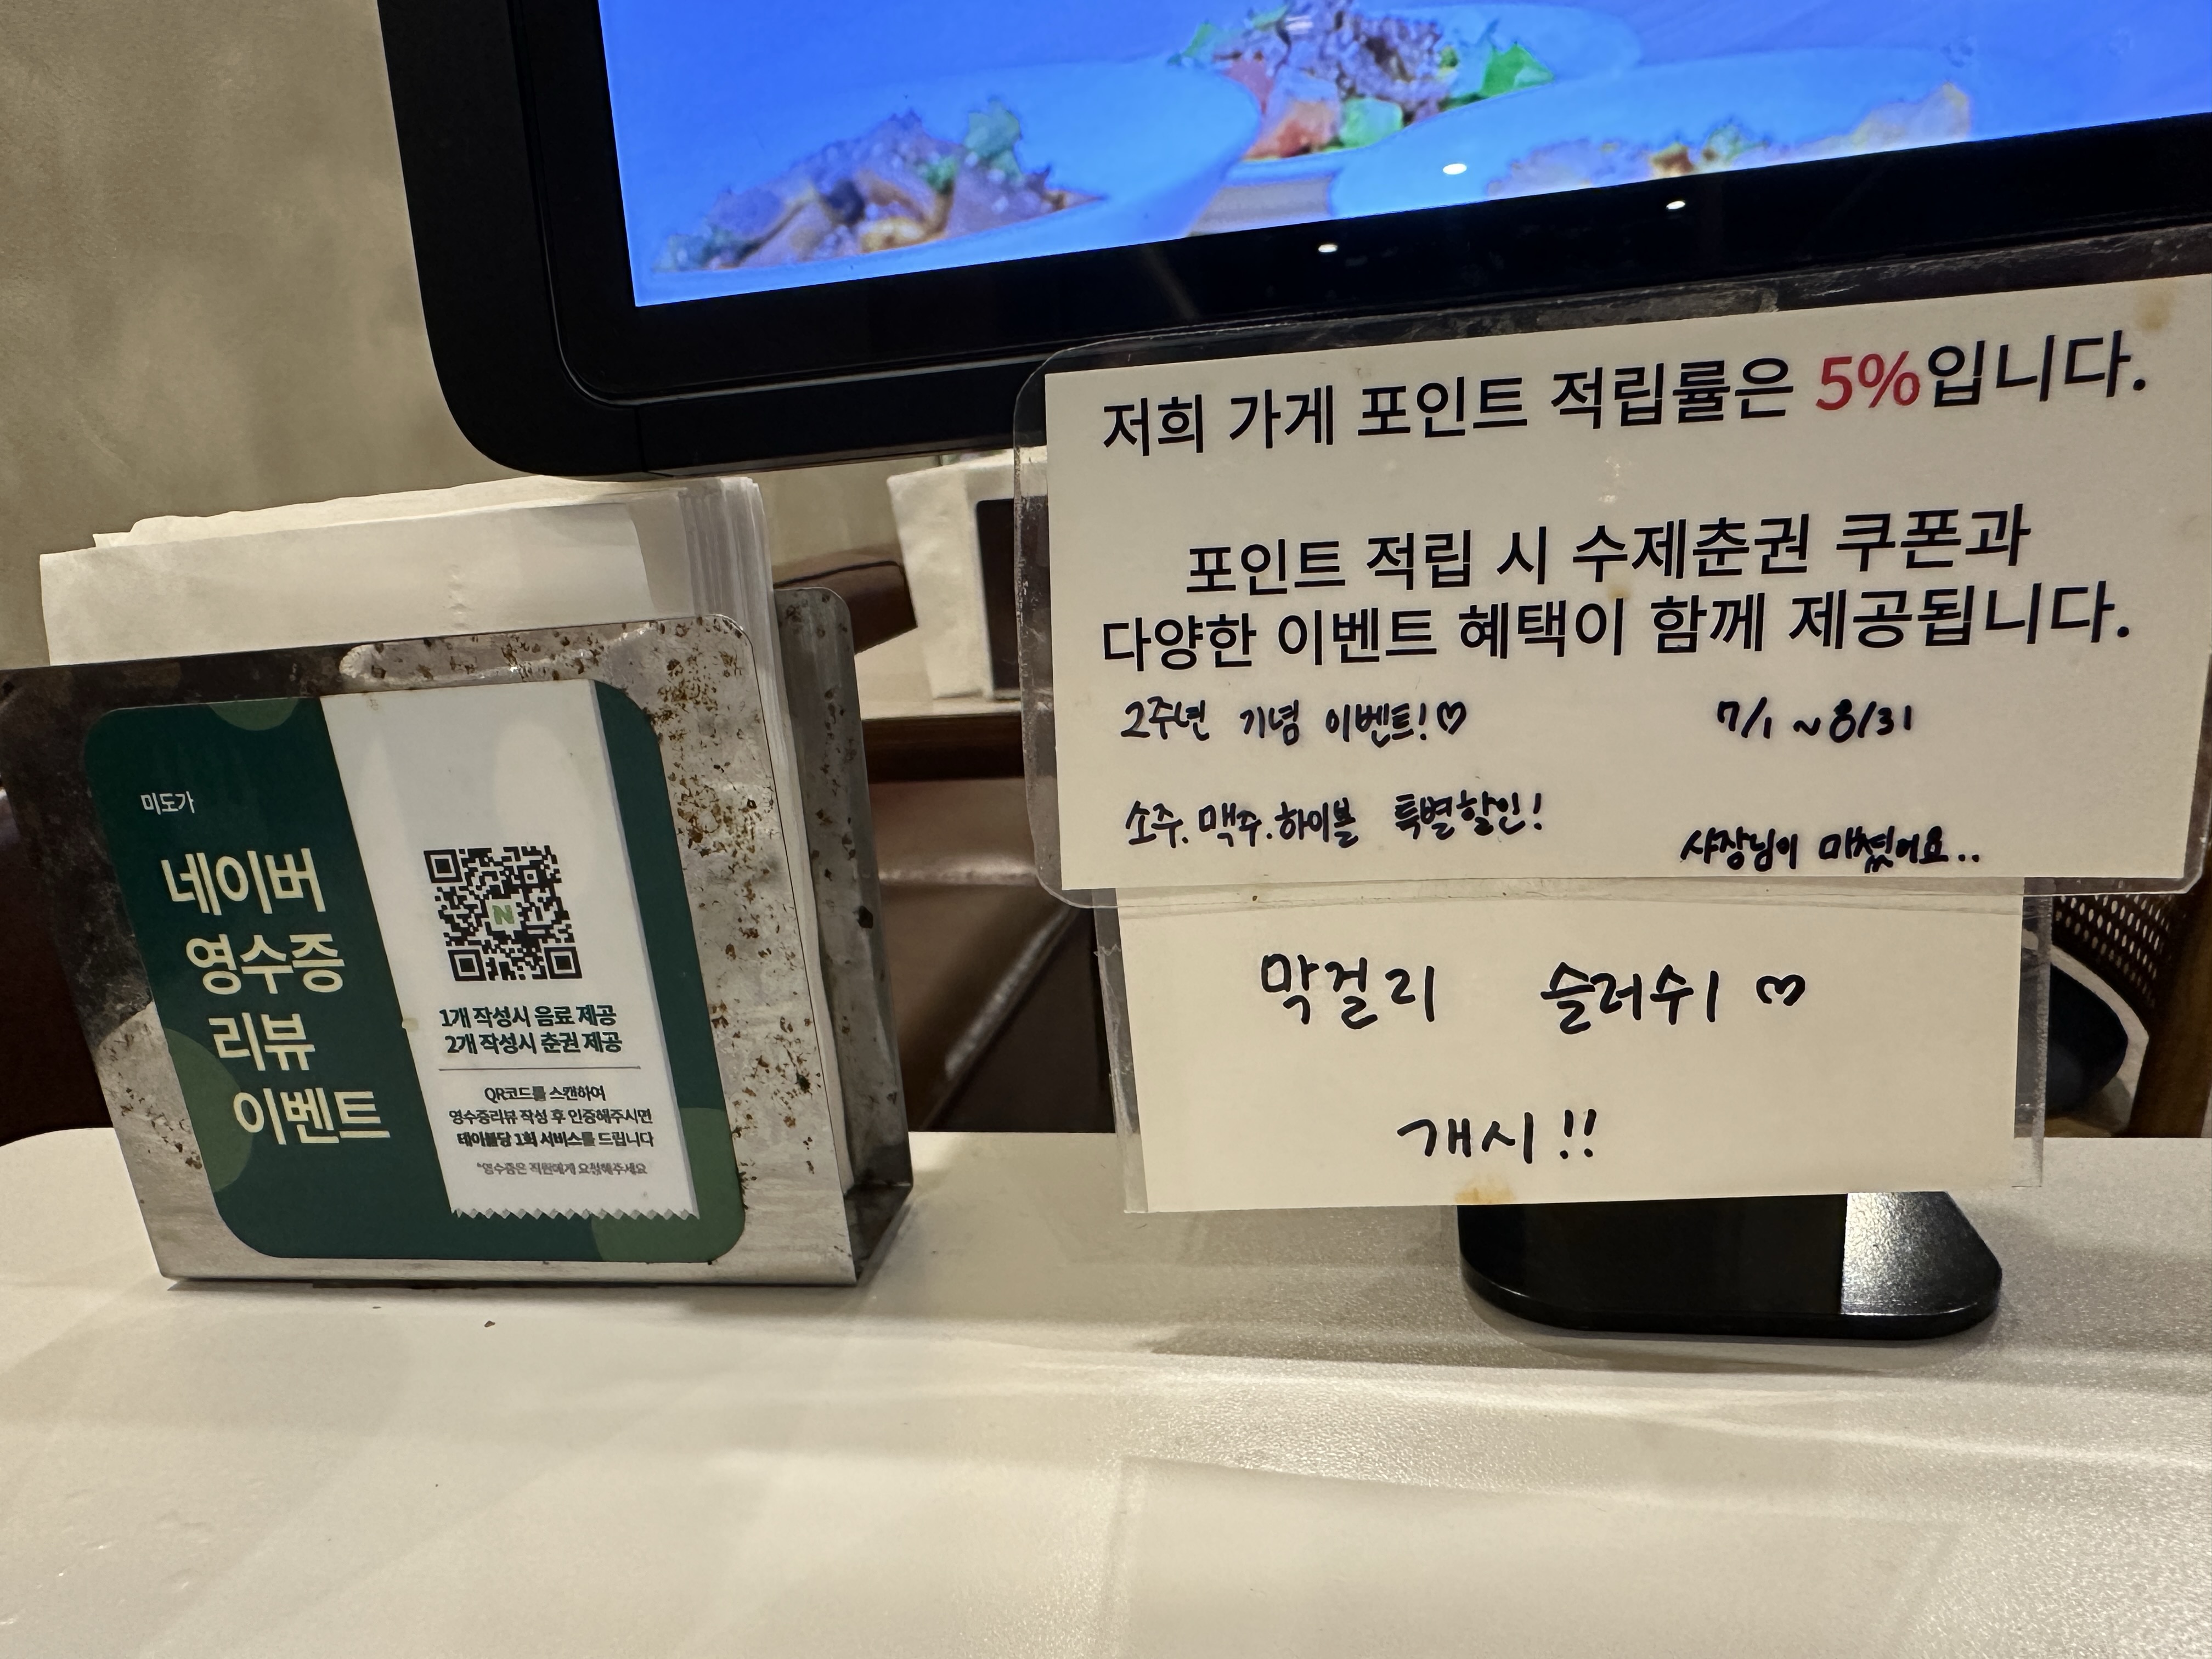 미도가
네이버
영수증
리뷰
이벤트
1개 작성시 음료 제공
2개 작성시 춘권 제공
QR코드를 스캔하여
영수증리뷰 작성 후 인증해주시면
테이블당 1회 서비스를 드립니다
*영수증은 직원에게 요청해주세요
저희 가게 포인트 적립률은 5%입니다.
포인트 적립 시 수제춘권 쿠폰과
다양한 이벤트 혜택이 함께 제공됩니다.
2주년 기념 이벤트!♡ 7/1 ~ 8/31
소주.맥주.하이볼 특별할인!
사장님이 미쳤어요..
막걸리 슬러쉬 ♡
개시!!